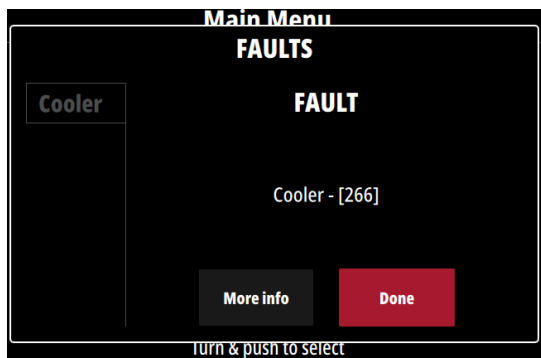 Main Menu
FAULTS
Cooler
FAULT
Cooler - [266]
More info
Done
Turn & push to select